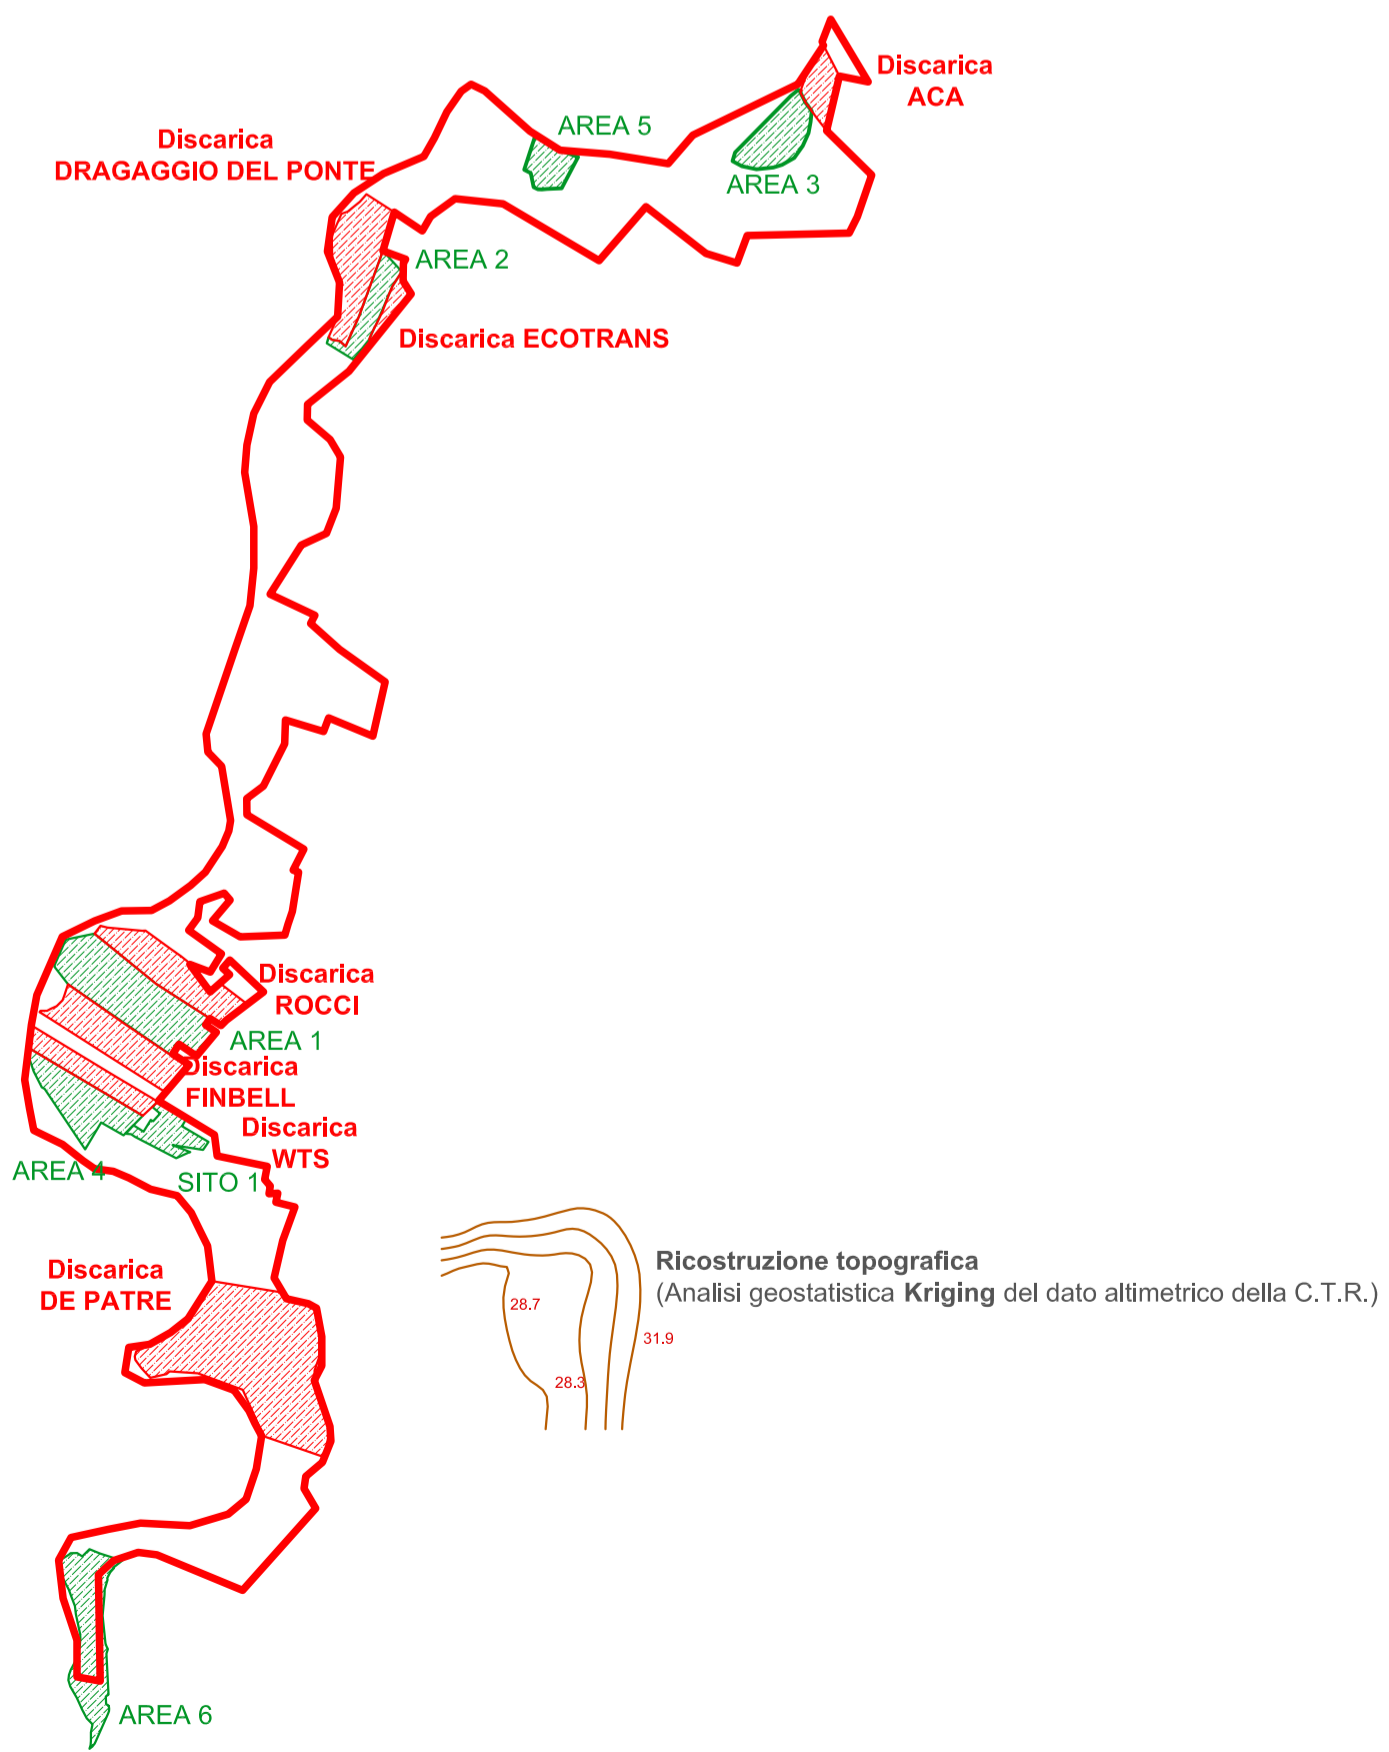 Discarica
ACA
AREA 5
Discarica
DRAGAGGIO DEL PONTE
AREA 3
AREA 2
Discarica ECOTRANS
Discarica
ROCCI
AREA 1
Discarica
FINBELL
Discarica
WTS
AREA 4
SITO 1
Discarica
DE PATRE
Ricostruzione topografica
(Analisi geostatistica Kriging del dato altimetrico della C.T.R.)
28.7
31.9
28.3
AREA 6